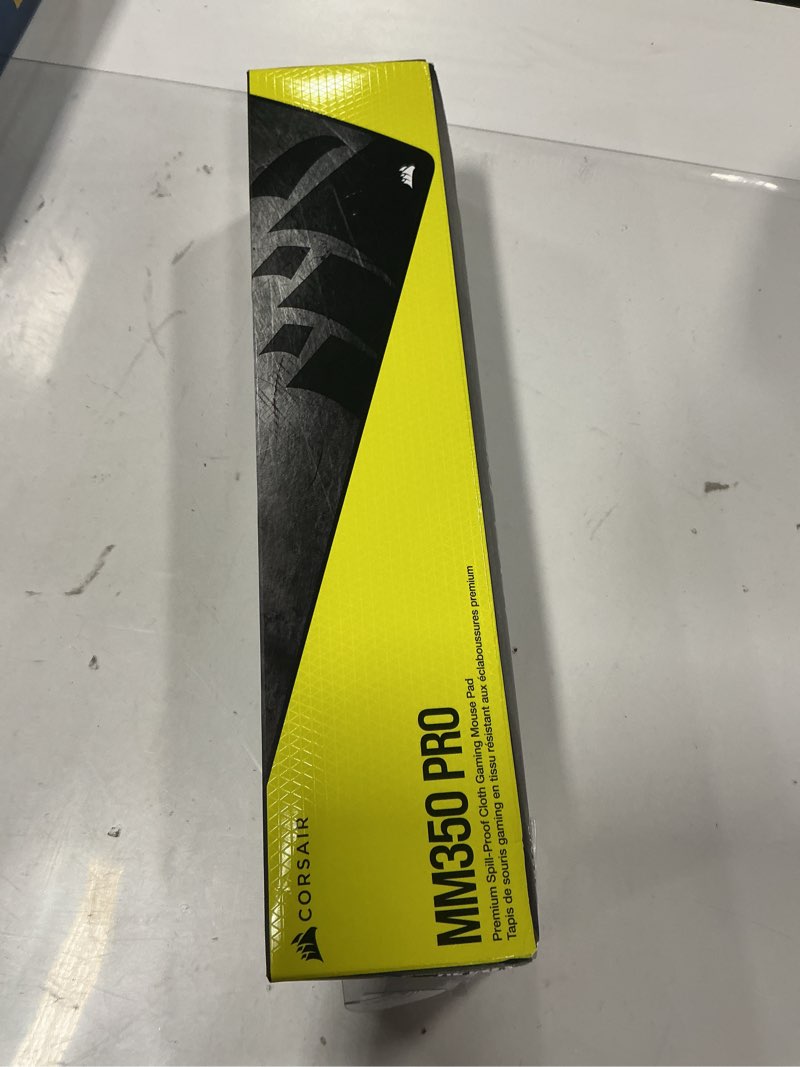 CORSAIR
MM350 PRO
Premium Spill-Proof Cloth Gaming Mouse Pad
Tapis de souris gaming en tissu résistant aux éclaboussures premium